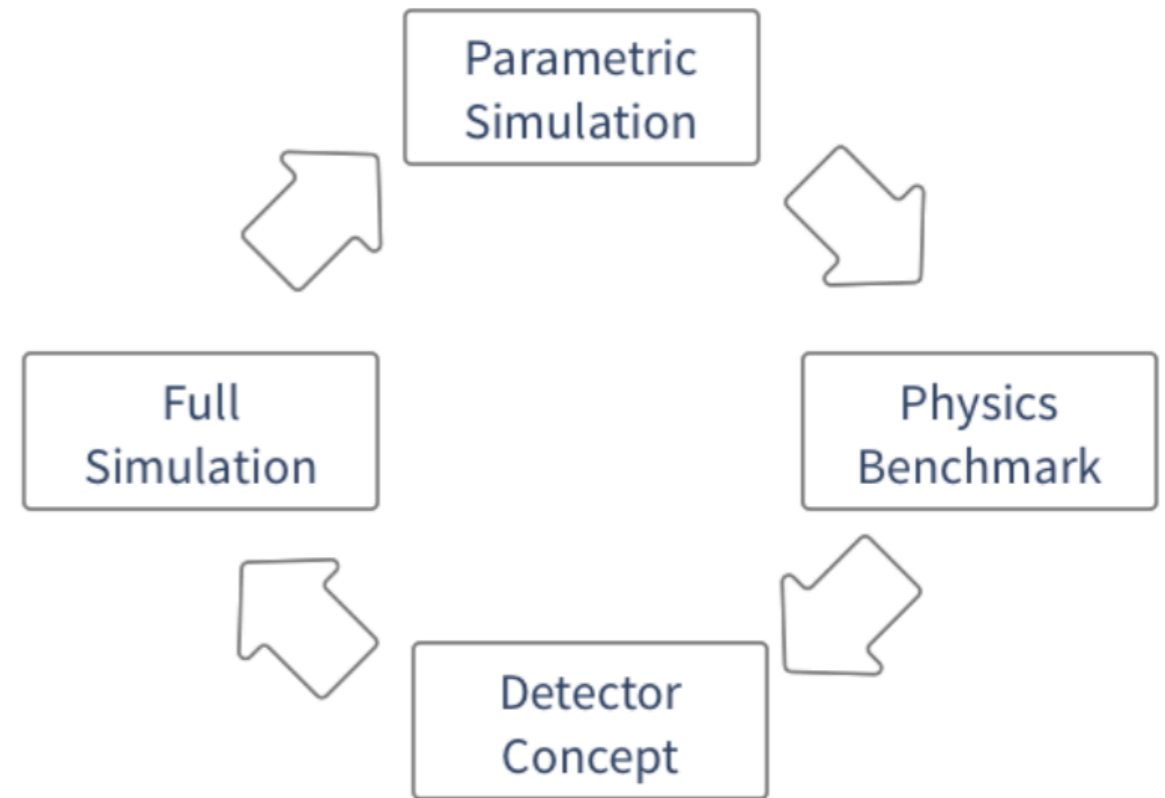 Parametric
Simulation
Full
Simulation
Physics
Benchmark
Detector
Concept